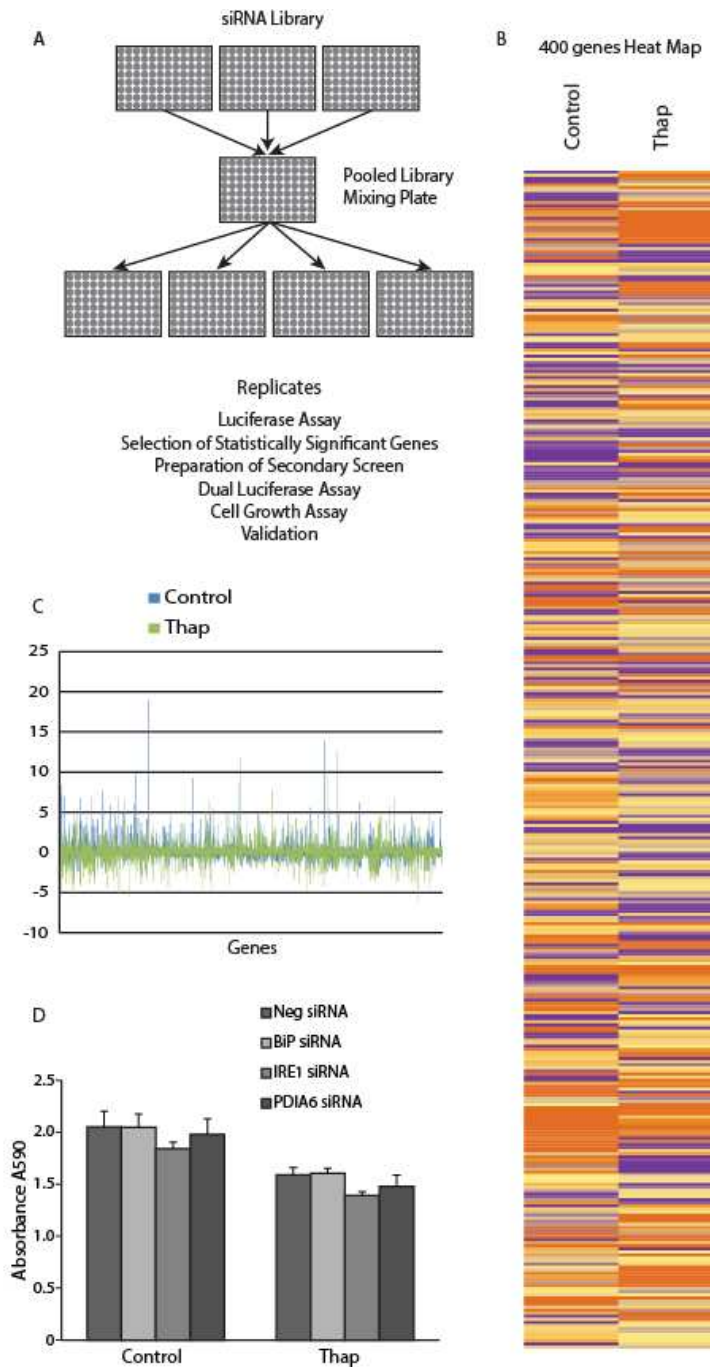 A
siRNA Library
Pooled Library
Mixing Plate
Replicates
Luciferase Assay
Selection of Statistically Significant Genes
Preparation of Secondary Screen
Dual Luciferase Assay
Cell Growth Assay
Validation
B
400 genes Heat Map
Control
Thap
C
Control
Thap
25
20
15
10
5
0
-5
-10
Genes
D
Neg siRNA
BiP siRNA
IRE1 siRNA
PDIA6 siRNA
Absorbance A590
2.5
2.0
1.5
1.0
0.5
0
Control
Thap